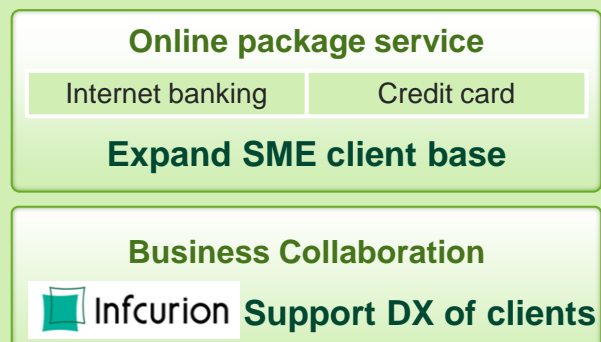 Online package service
Internet banking Credit card
Expand SME client base
Business Collaboration
Infcurion Support DX of clients